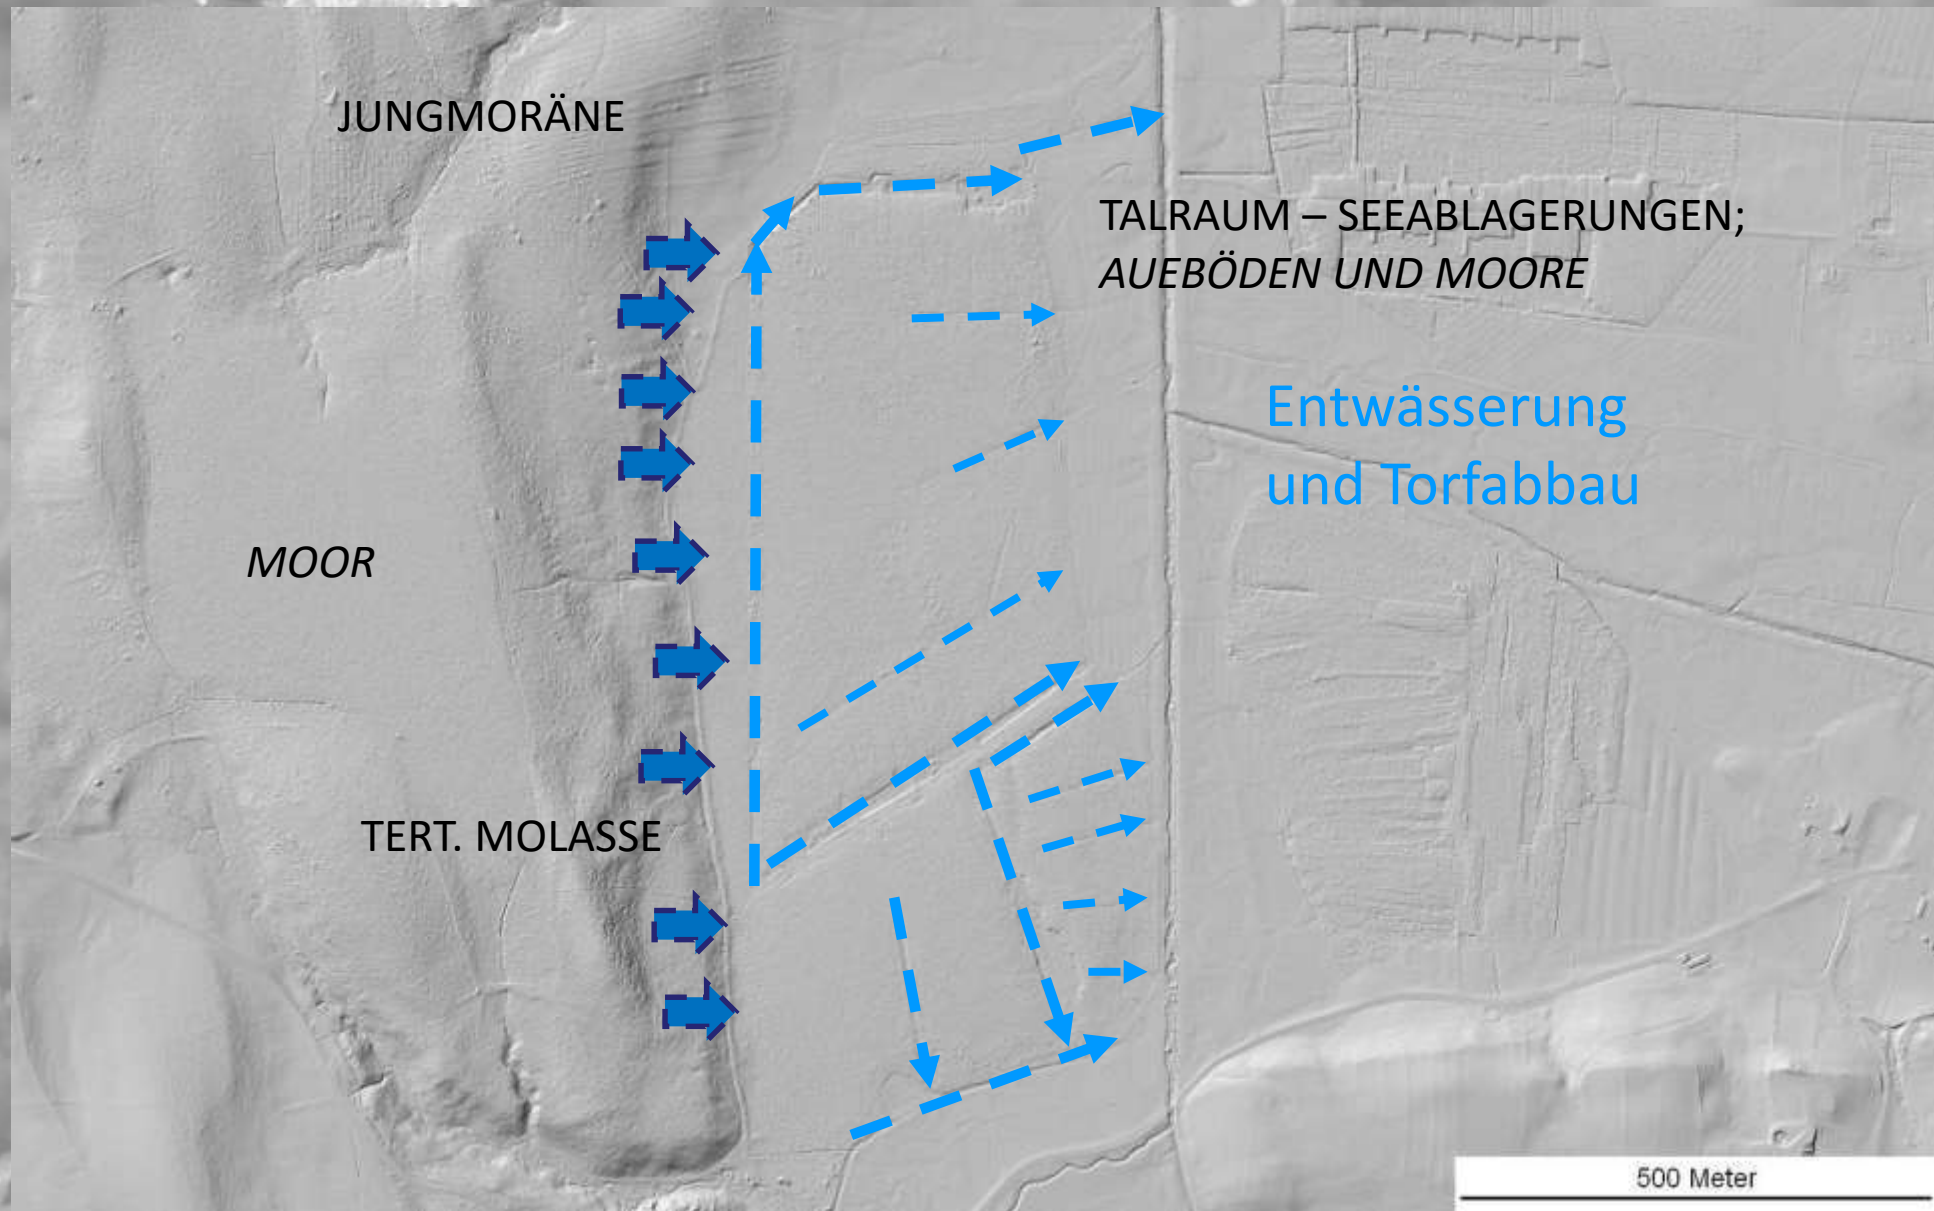 JUNGMORÄNE
TALRAUM – SEEABLAGERUNGEN;
AUEBÖDEN UND MOORE
Entwässerung
und Torfabbau
MOOR
TERT. MOLASSE
500 Meter